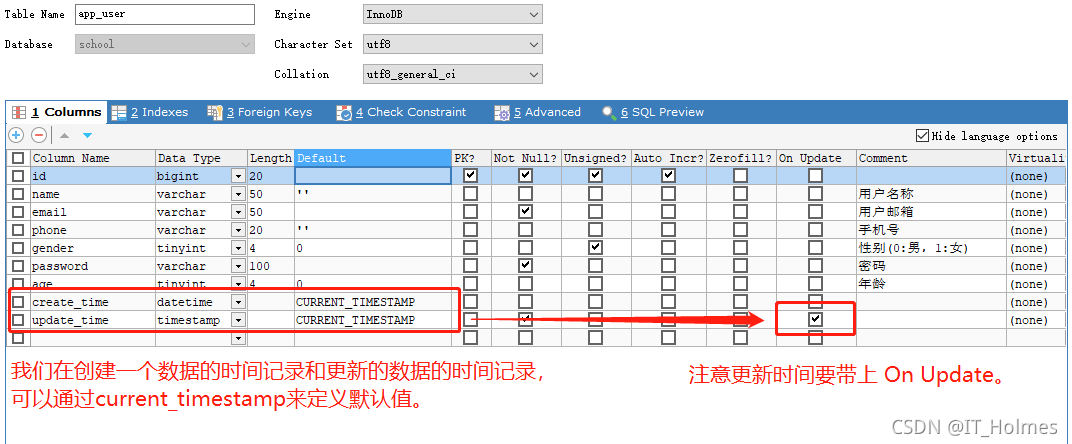 Table Name app_user Engine InnoDB
Database school Character Set utf8
Collation utf8_general_ci
1 Columns 2 Indexes 3 Foreign Keys 4 Check Constraint 5 Advanced 6 SQL Preview
Hide language options
Column Name Data Type Length Default PK? Not Null? Unsigned? Auto Incr? Zerofill? On Update Comment Virtuali
id bigint 20 (none)
name varchar 50 '' 用户名称 (none)
email varchar 50 用户邮箱 (none)
phone varchar 20 '' 手机号 (none)
gender tinyint 4 0 性别(0:男，1:女) (none)
password varchar 100 密码 (none)
age tinyint 4 0 年龄 (none)
create_time datetime CURRENT_TIMESTAMP (none)
update_time timestamp CURRENT_TIMESTAMP (none)
我们在创建一个数据的时间记录和更新的数据的时间记录，
可以通过current_timestamp来定义默认值。
注意更新时间要带上 On Update。
CSDN @IT_Holmes